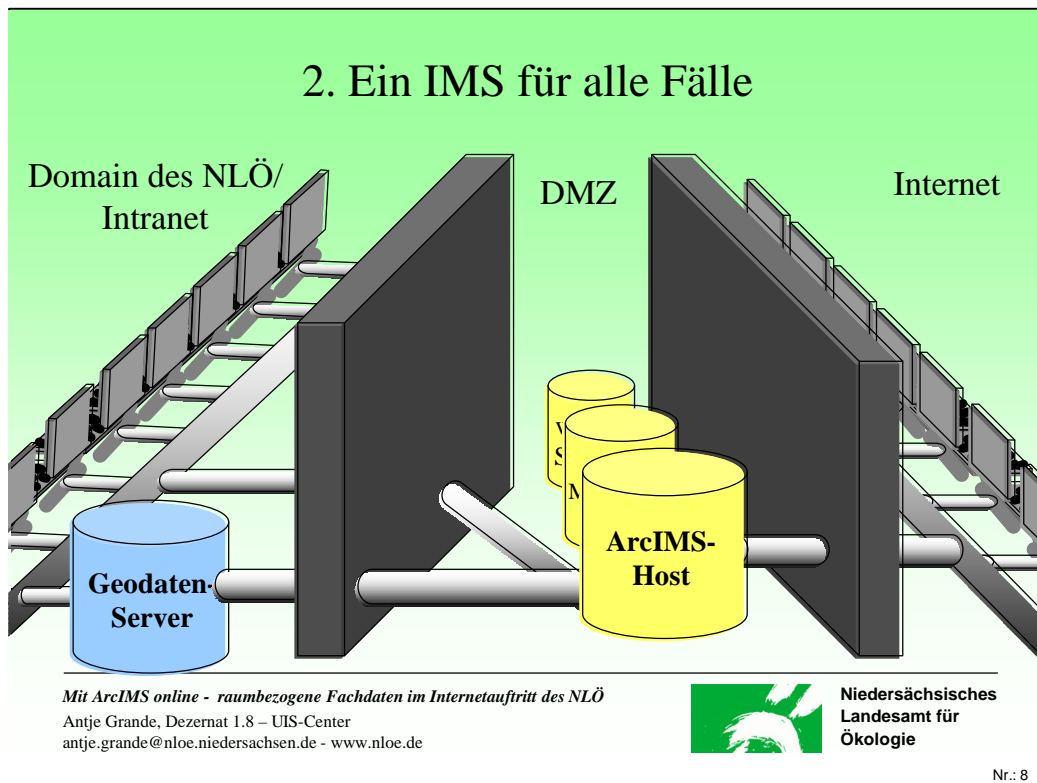 2. Ein IMS für alle Fälle
Domain des NLÖ/
Intranet
DMZ
Internet
ArcIMS-
Host
Geodaten-
Server
Mit ArcIMS online - raumbezogene Fachdaten im Internetauftritt des NLÖ
Antje Grande, Dezernat 1.8 – UIS-Center
antje.grande@nloe.niedersachsen.de - www.nloe.de
Niedersächsisches
Landesamt für
Ökologie
Nr.: 8